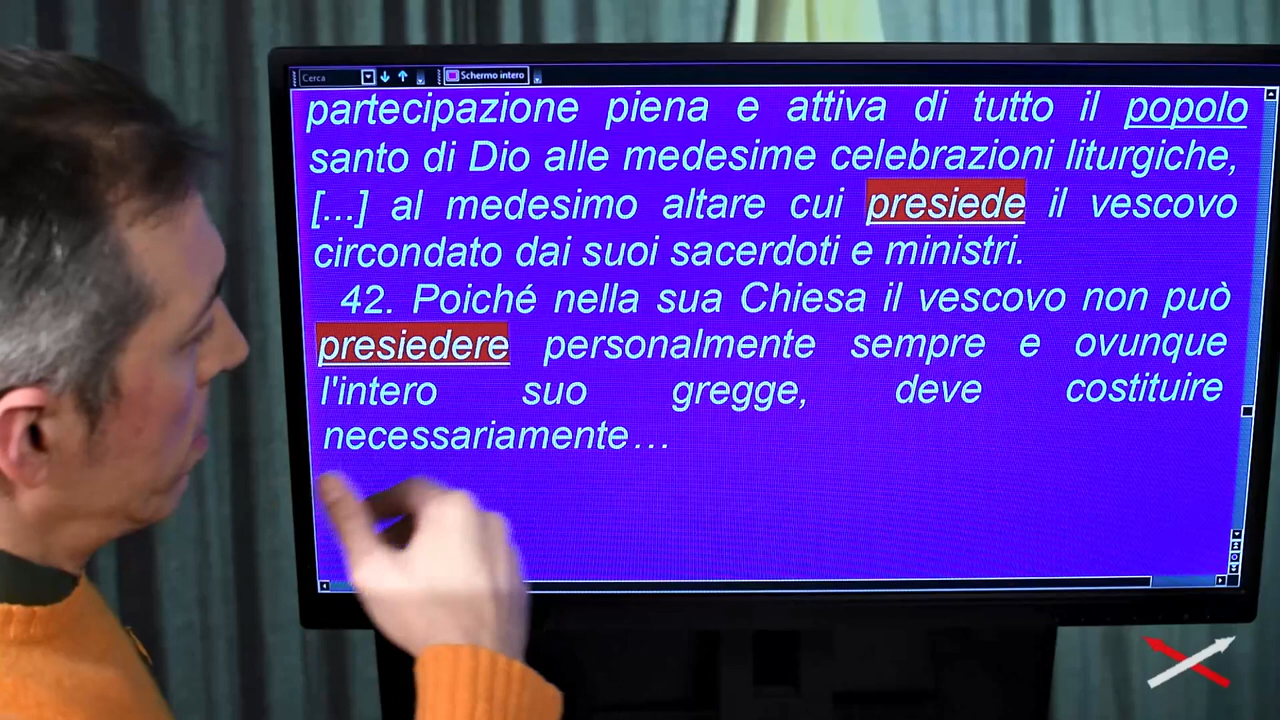 Cerca Schermo intero
partecipazione piena e attiva di tutto il popolo
santo di Dio alle medesime celebrazioni liturgiche,
[...] al medesimo altare cui presiede il vescovo
circondato dai suoi sacerdoti e ministri.
42. Poiché nella sua Chiesa il vescovo non può
presiedere personalmente sempre e ovunque
l'intero suo gregge, deve costituire
necessariamente…